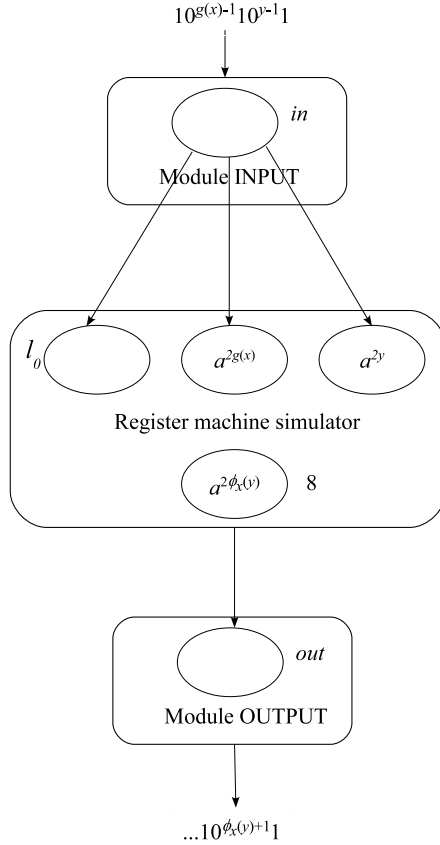 10^{g(x)-1}10^{y-1}1
in
Module INPUT
l_0
a^{2g(x)}
a^{2y}
Register machine simulator
a^{2ϕ_x(y)}
8
out
Module OUTPUT
...10^{ϕ_x(y)+1}1